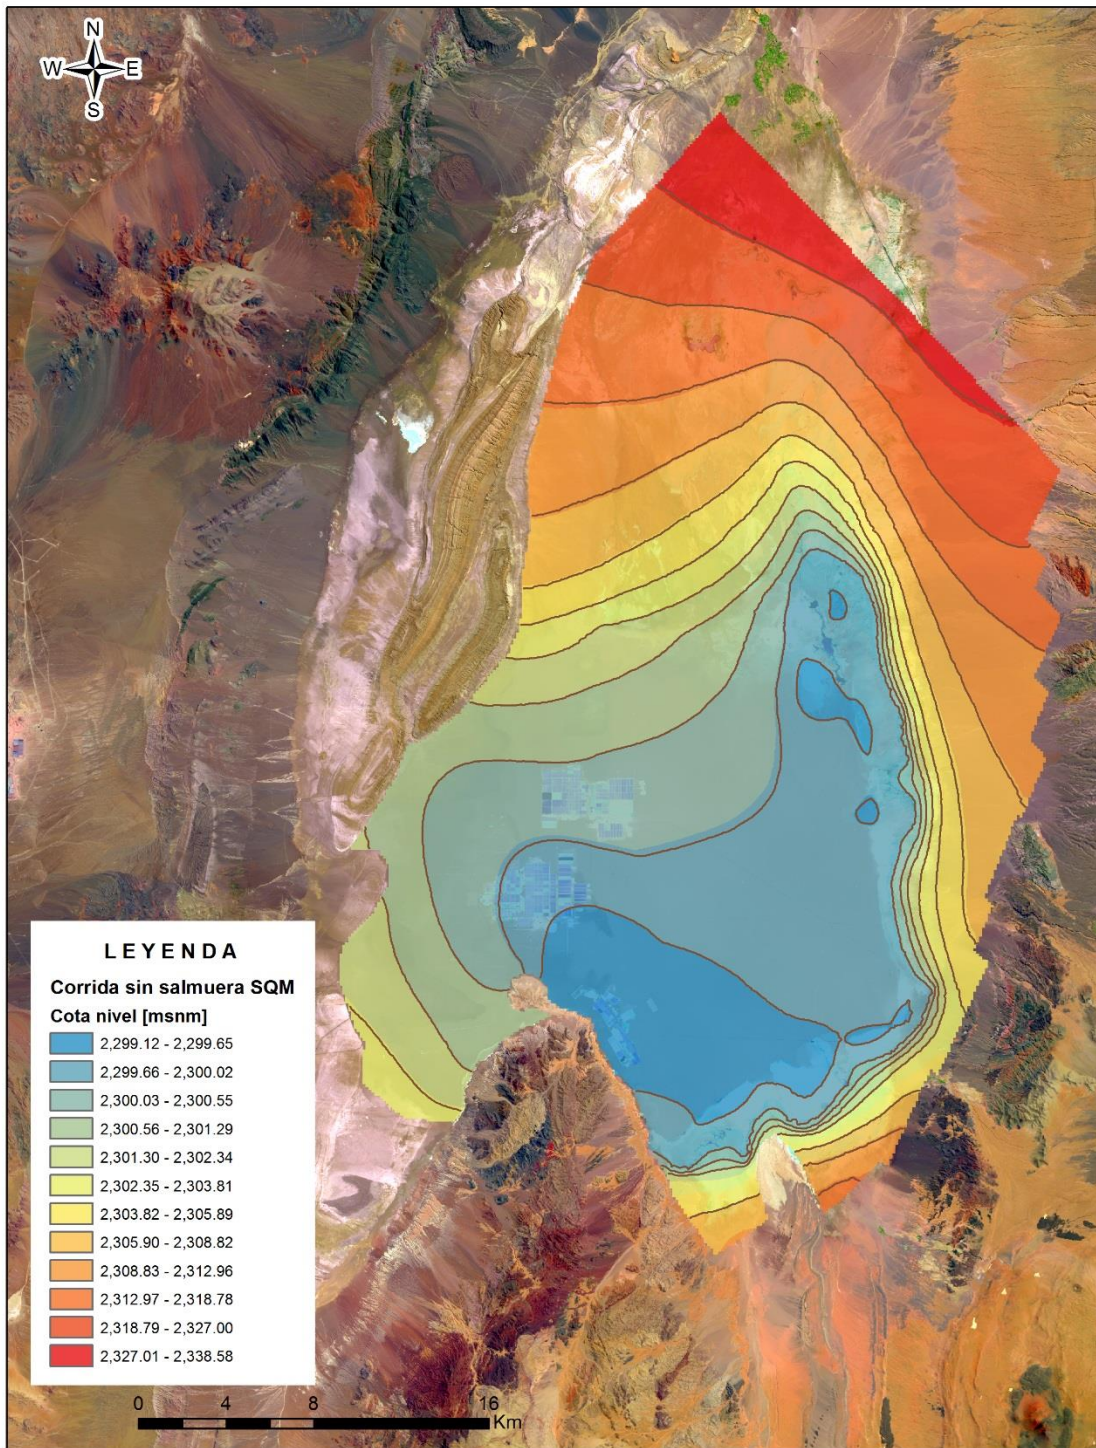 N
W E
S
LEYENDA
Corrida sin salmuera SQM
Cota nivel [msnm]
2,299.12 - 2,299.65
2,299.66 - 2,300.02
2,300.03 - 2,300.55
2,300.56 - 2,301.29
2,301.30 - 2,302.34
2,302.35 - 2,303.81
2,303.82 - 2,305.89
2,305.90 - 2,308.82
2,308.83 - 2,312.96
2,312.97 - 2,318.78
2,318.79 - 2,327.00
2,327.01 - 2,338.58
0 4 8 16
Km